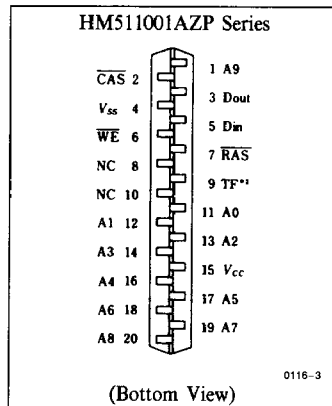 HM511001AZP Series
1 A9
CAS 2
3 Dout
Vss 4
5 Din
WE 6
7 RAS
NC 8
9 TF*1
NC 10
11 A0
A1 12
13 A2
A3 14
15 Vcc
A4 16
17 A5
A6 18
19 A7
A8 20
0116-3
(Bottom View)